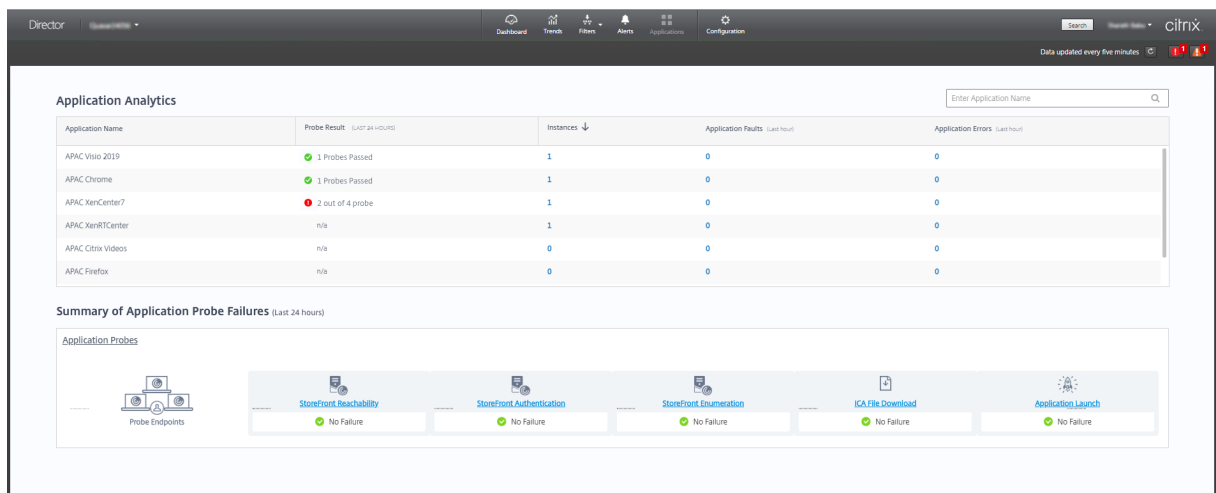 Director
Dashboard Trends Filters Alerts Applications Configuration
Search
citrix
Data updated every five minutes 1 1
Application Analytics
Enter Application Name
Application Name Probe Result (LAST 24 HOURS) Instances Application Faults (Last hour) Application Errors (Last hour)
APAC Visio 2019 1 Probes Passed 1 0 0
APAC Chrome 1 Probes Passed 1 0 0
APAC XenCenter7 2 out of 4 probe 1 0 0
APAC XenRTCenter n/a 1 0 0
APAC Citrix Videos n/a 0 0 0
APAC Firefox n/a 0 0 0
Summary of Application Probe Failures (Last 24 hours)
Application Probes
StoreFront Reachability StoreFront Authentication StoreFront Enumeration ICA File Download Application Launch
Probe Endpoints No Failure No Failure No Failure No Failure No Failure